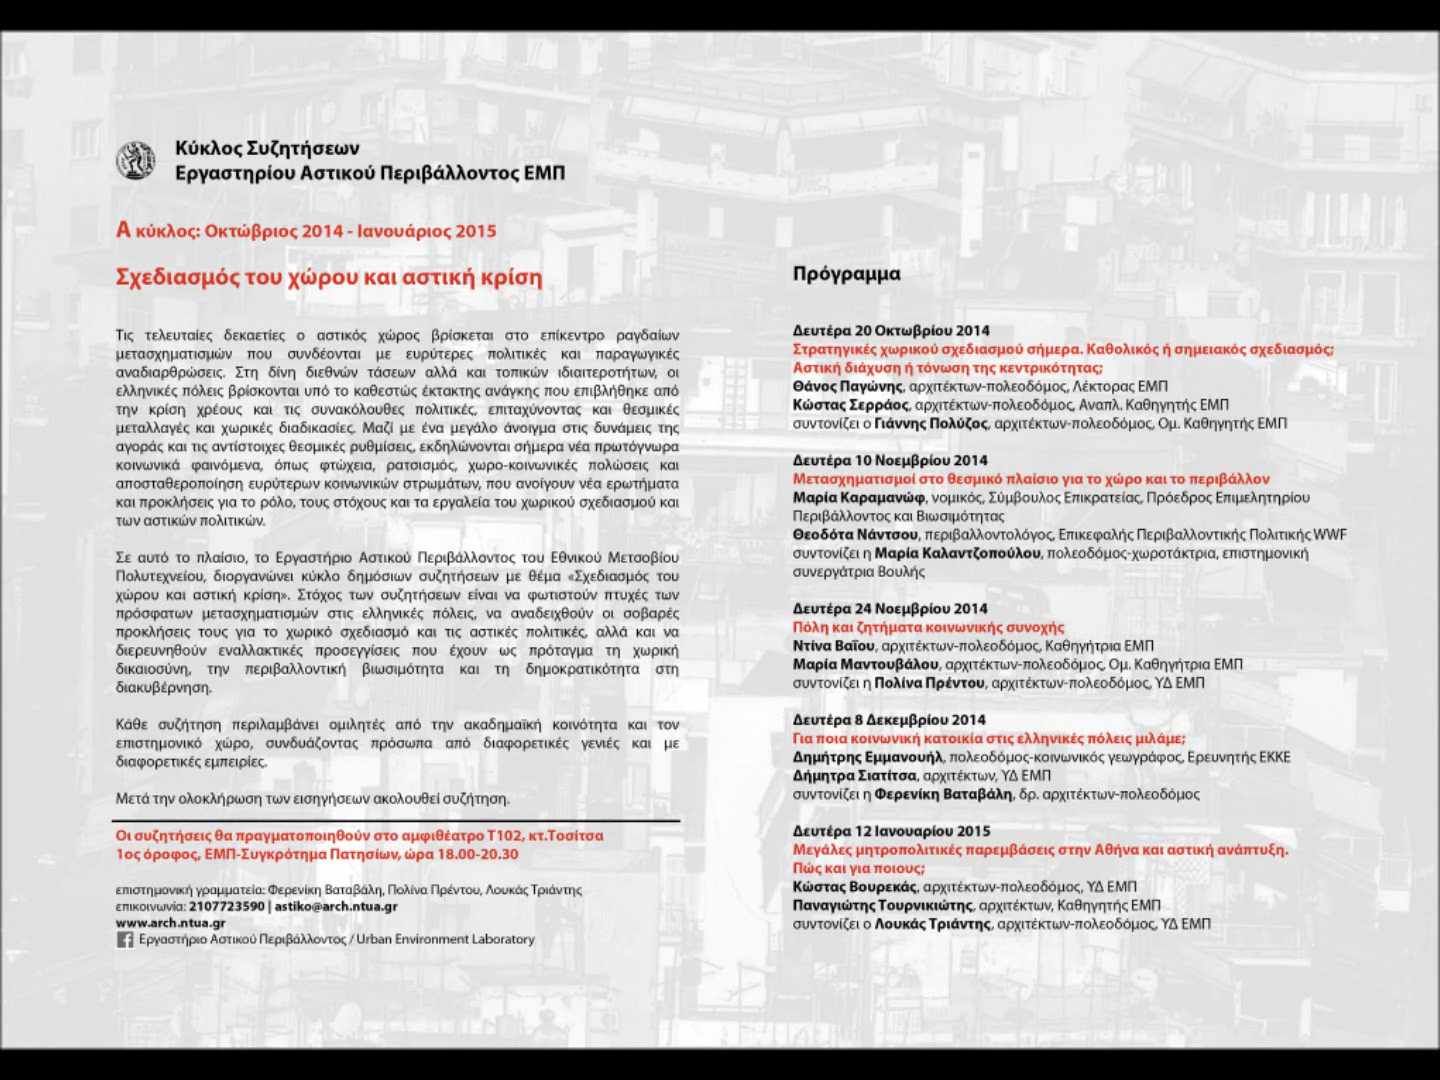 Κύκλος Συζητήσεων
Εργαστηρίου Αστικού Περιβάλλοντος ΕΜΠ
Α κύκλος: Οκτώβριος 2014 - Ιανουάριος 2015
Σχεδιασμός του χώρου και αστική κρίση
Τις τελευταίες δεκαετίες ο αστικός χώρος βρίσκεται στο επίκεντρο ραγδαίων
μετασχηματισμών που συνδέονται με ευρύτερες πολιτικές και παραγωγικές
αναδιαρθρώσεις. Στη δίνη διεθνών τάσεων αλλά και τοπικών ιδιαιτεροτήτων, οι
ελληνικές πόλεις βρίσκονται υπό το καθεστώς έκτακτης ανάγκης που επιβλήθηκε από
την κρίση χρέους και τις συνακόλουθες πολιτικές, επιταχύνοντας και θεσμικές
μεταλλαγές και χωρικές διαδικασίες. Μαζί με ένα μεγάλο άνοιγμα στις δυνάμεις της
αγοράς και τις αντίστοιχες θεσμικές ρυθμίσεις, εκδηλώνονται σήμερα νέα πρωτόγνωρα
κοινωνικά φαινόμενα, όπως φτώχεια, ρατσισμός, χωρο-κοινωνικές πολώσεις και
αποσταθεροποίηση ευρύτερων κοινωνικών στρωμάτων, που ανοίγουν νέα ερωτήματα
και προκλήσεις για το ρόλο, τους στόχους και τα εργαλεία του χωρικού σχεδιασμού και
των αστικών πολιτικών.
Σε αυτό το πλαίσιο, το Εργαστήριο Αστικού Περιβάλλοντος του Εθνικού Μετσοβίου
Πολυτεχνείου, διοργανώνει κύκλο δημόσιων συζητήσεων με θέμα «Σχεδιασμός του
χώρου και αστική κρίση». Στόχος των συζητήσεων είναι να φωτιστούν πτυχές των
πρόσφατων μετασχηματισμών στις ελληνικές πόλεις, να αναδειχθούν οι σοβαρές
προκλήσεις τους για το χωρικό σχεδιασμό και τις αστικές πολιτικές, αλλά και να
διερευνηθούν εναλλακτικές προσεγγίσεις που έχουν ως πρόταγμα τη χωρική
δικαιοσύνη, την περιβαλλοντική βιωσιμότητα και τη δημοκρατικότητα στη
διακυβέρνηση.
Κάθε συζήτηση περιλαμβάνει ομιλητές από την ακαδημαϊκή κοινότητα και τον
επιστημονικό χώρο, συνδυάζοντας πρόσωπα από διαφορετικές γενιές και με
διαφορετικές εμπειρίες.
Μετά την ολοκλήρωση των εισηγήσεων ακολουθεί συζήτηση.
Οι συζητήσεις θα πραγματοποιηθούν στο αμφιθέατρο Τ102, κτ.Τοσίτσα
1ος όροφος, ΕΜΠ-Συγκρότημα Πατησίων, ώρα 18.00-20.30
επιστημονική γραμματεία: Φερενίκη Βαταβάλη, Πολίνα Πρέντου, Λουκάς Τριάντης
επικοινωνία: 2107723590 | astiko@arch.ntua.gr
www.arch.ntua.gr
Εργαστήριο Αστικού Περιβάλλοντος / Urban Environment Laboratory
Πρόγραμμα
Δευτέρα 20 Οκτωβρίου 2014
Στρατηγικές χωρικού σχεδιασμού σήμερα. Καθολικός ή σημειακός σχεδιασμός;
Αστική διάχυση ή τόνωση της κεντρικότητας;
Θάνος Παγώνης, αρχιτέκτων-πολεοδόμος, Λέκτορας ΕΜΠ
Κώστας Σερράος, αρχιτέκτων-πολεοδόμος, Αναπλ. Καθηγητής ΕΜΠ
συντονίζει ο Γιάννης Πολύζος, αρχιτέκτων-πολεοδόμος, Ομ. Καθηγητής ΕΜΠ
Δευτέρα 10 Νοεμβρίου 2014
Μετασχηματισμοί στο θεσμικό πλαίσιο για το χώρο και το περιβάλλον
Μαρία Καραμανώφ, νομικός, Σύμβουλος Επικρατείας, Πρόεδρος Επιμελητηρίου
Περιβάλλοντος και Βιωσιμότητας
Θεοδότα Νάντσου, περιβαλλοντολόγος, Επικεφαλής Περιβαλλοντικής Πολιτικής WWF
συντονίζει η Μαρία Καλαντζοπούλου, πολεοδόμος-χωροτάκτρια, επιστημονική
συνεργάτρια Βουλής
Δευτέρα 24 Νοεμβρίου 2014
Πόλη και ζητήματα κοινωνικής συνοχής
Ντίνα Βαΐου, αρχιτέκτων-πολεοδόμος, Καθηγήτρια ΕΜΠ
Μαρία Μαντουβάλου, αρχιτέκτων-πολεοδόμος, Ομ. Καθηγήτρια ΕΜΠ
συντονίζει η Πολίνα Πρέντου, αρχιτέκτων-πολεοδόμος, ΥΔ ΕΜΠ
Δευτέρα 8 Δεκεμβρίου 2014
Για ποια κοινωνική κατοικία στις ελληνικές πόλεις μιλάμε;
Δημήτρης Εμμανουήλ, πολεοδόμος-κοινωνικός γεωγράφος, Ερευνητής ΕΚΚΕ
Δήμητρα Σιατίτσα, αρχιτέκτων, ΥΔ ΕΜΠ
συντονίζει η Φερενίκη Βαταβάλη, δρ. αρχιτέκτων-πολεοδόμος
Δευτέρα 12 Ιανουαρίου 2015
Μεγάλες μητροπολιτικές παρεμβάσεις στην Αθήνα και αστική ανάπτυξη.
Πώς και για ποιους;
Κώστας Βουρεκάς, αρχιτέκτων-πολεοδόμος, ΥΔ ΕΜΠ
Παναγιώτης Τουρνικιώτης, αρχιτέκτων, Καθηγητής ΕΜΠ
συντονίζει ο Λουκάς Τριάντης, αρχιτέκτων-πολεοδόμος, ΥΔ ΕΜΠ